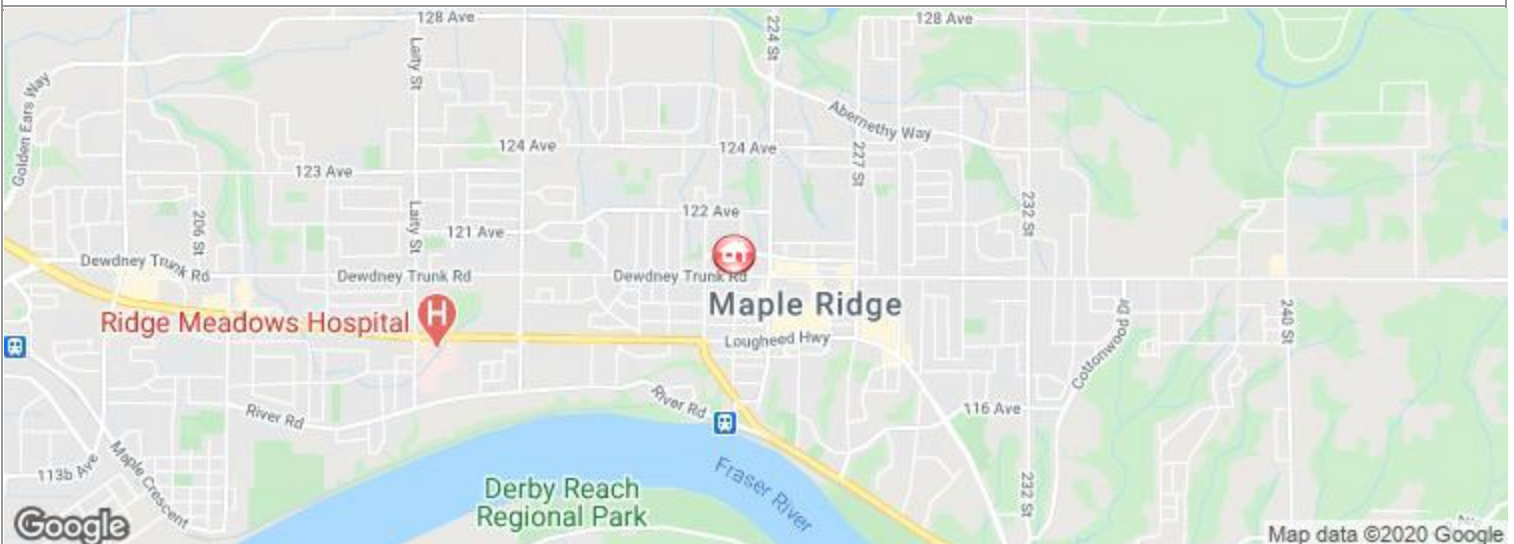 128 Ave
128 Ave
224 St
Laity St
Golden Ears Way
Abernethy Way
124 Ave
124 Ave
227 St
123 Ave
206 St
Laity St
122 Ave
232 St
121 Ave
Dewdney Trunk Rd
Dewdney Trunk Rd
Dewdney Trunk Rd
Maple Ridge
Ridge Meadows Hospital
H
Lougheed Hwy
240 St
Cottonwood Dr
River Rd
River Rd
116 Ave
113b Ave
Maple Crescent
Fraser River
232 St
Derby Reach
Regional Park
Google
Map data ©2020 Google